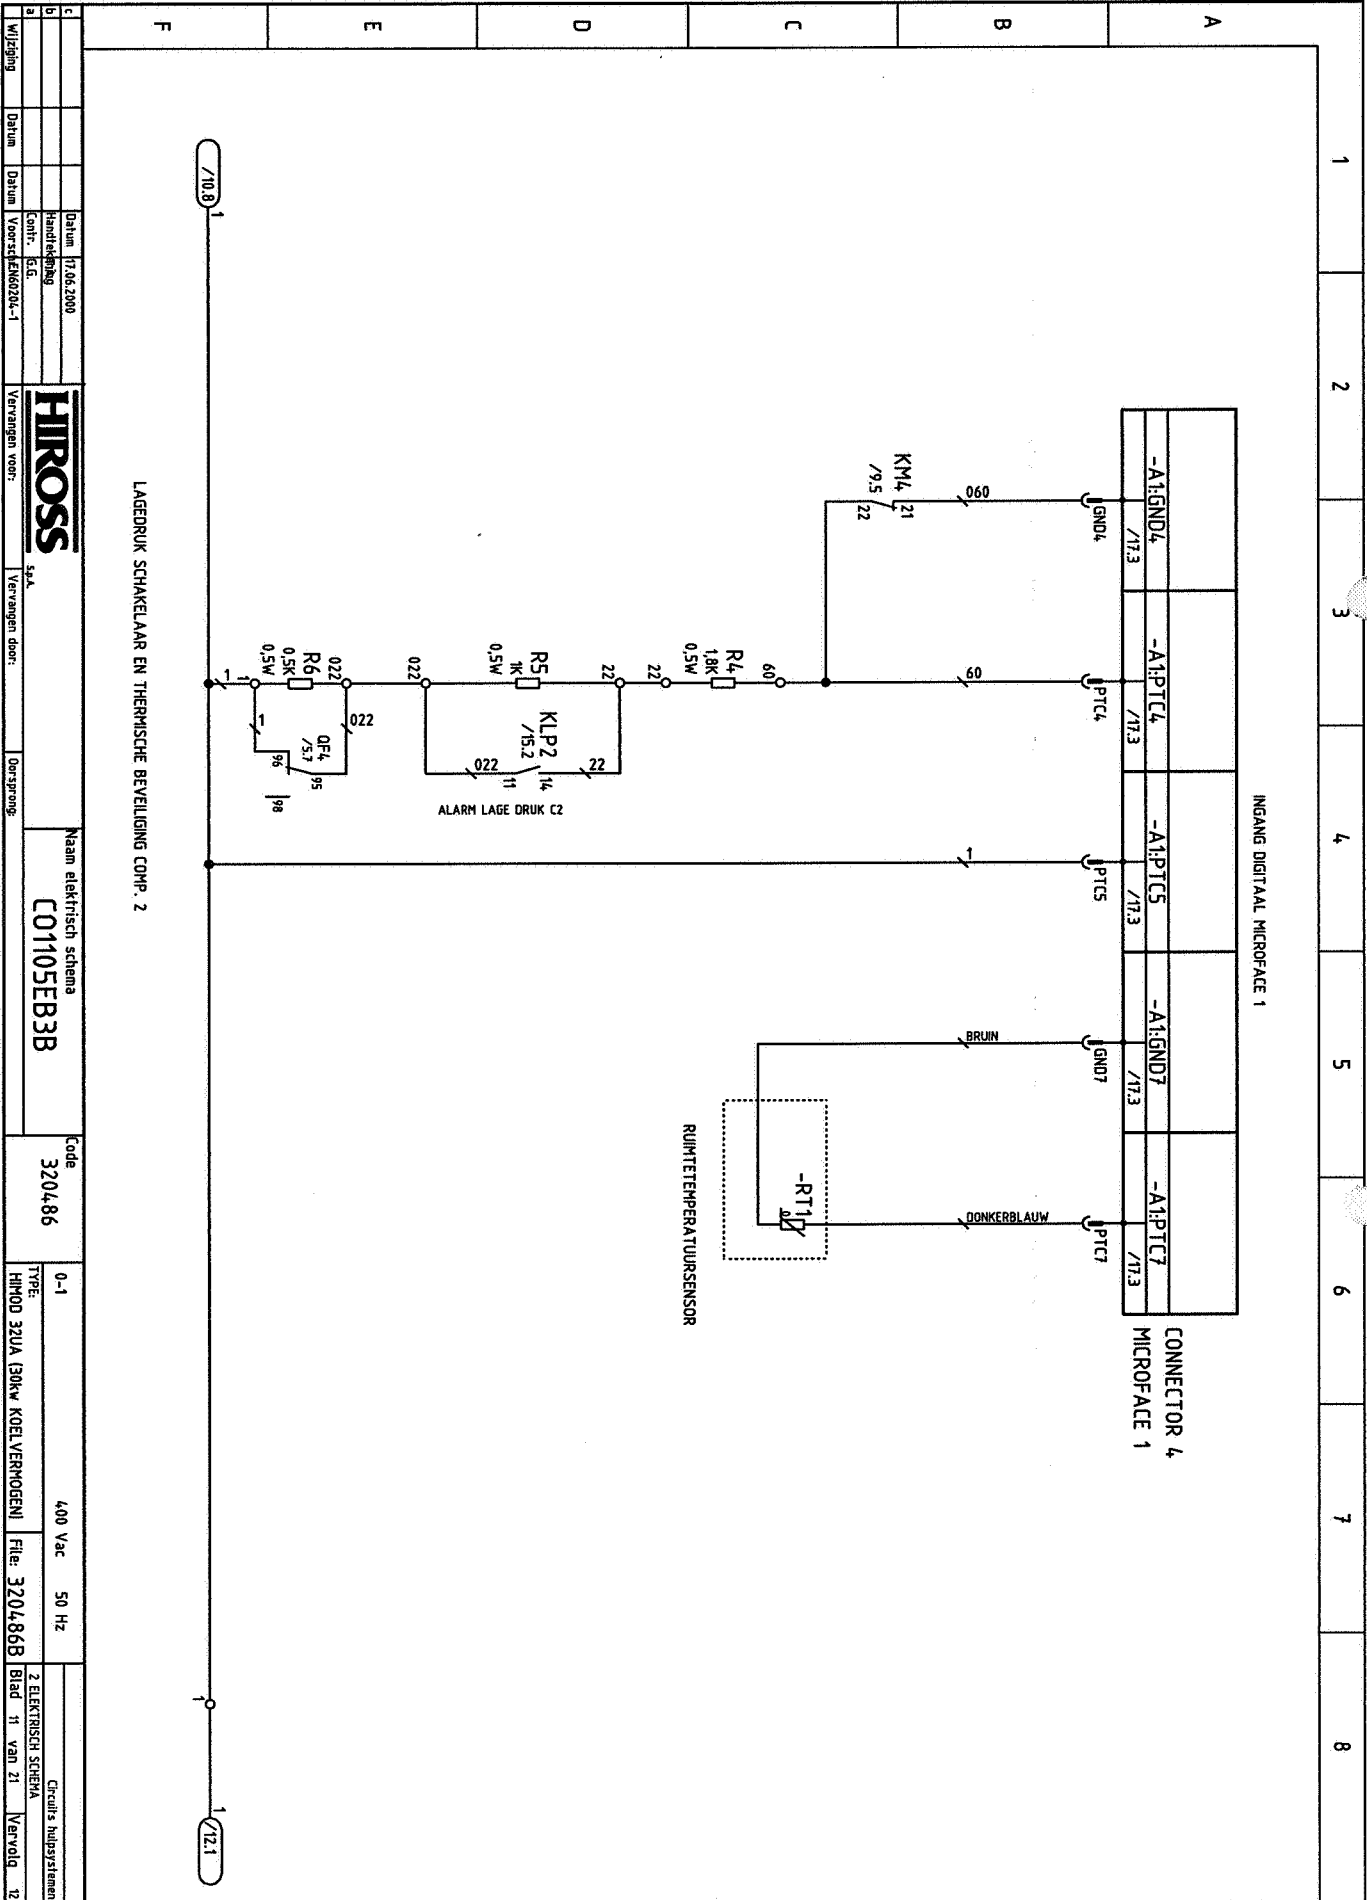 1
2
3
4
5
6
7
8
A
B
C
D
E
F
INGANG DIGITAAL MICROFACE 1
-A1:GND4
/17.3
-A1:PTC4
/17.3
-A1:PTC5
/17.3
-A1:GND7
/17.3
-A1:PTC7
/17.3
CONNECTOR 4
MICROFACE 1
GND4
PTC4
PTC5
GND7
PTC7
060
60
1
BRUIN
DONKERBLAUW
KM4
/9.5
21
22
60
R4
1,8K
0,5W
22
22
R5
1K
0,5W
KLP2
/15.2
14
11
22
022
ALARM LAGE DRUK C2
022
022
R6
0,5K
0,5W
022
QF4
/5.7
95
96
98
1
1
1
-RT1
RUIMTETEMPERATUURSENSOR
/10.8
1
1
1
/12.1
LAGEDRUK SCHAKELAAR EN THERMISCHE BEVEILIGING COMP. 2
c
b
a
Wijziging
Datum
Datum
Datum 17.06.2000
Contr. G.G.
EN60204-1
HIROSS
S.p.A.
Vervangen voor:
Vervangen door:
Oorsprong:
Naam elektrisch schema
C01105EB3B
Code
320486
0-1
400 Vac 50 Hz
TYPE:
HIMOD 32UA (30kw KOELVERMOGEN)
File: 320486B
Circuits hulpsystemen
2 ELEKTRISCH SCHEMA
Blad 11 van 21
Vervolg 12